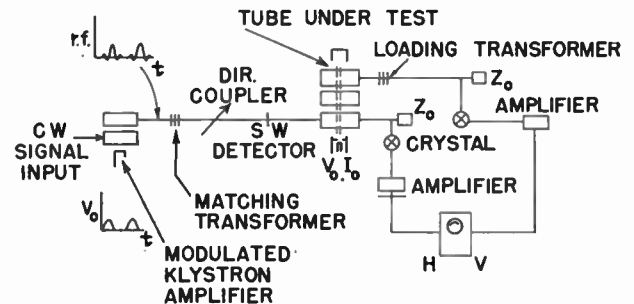 TUBE UNDER TEST
r.f.
t
LOADING TRANSFORMER
DIR.
COUPLER
Z₀
AMPLIFIER
CW
SIGNAL
INPUT
SW
DETECTOR
Z₀
CRYSTAL
V₀, I₀
AMPLIFIER
MATCHING
TRANSFORMER
V₀
t
MODULATED
KLYSTRON
AMPLIFIER
H V